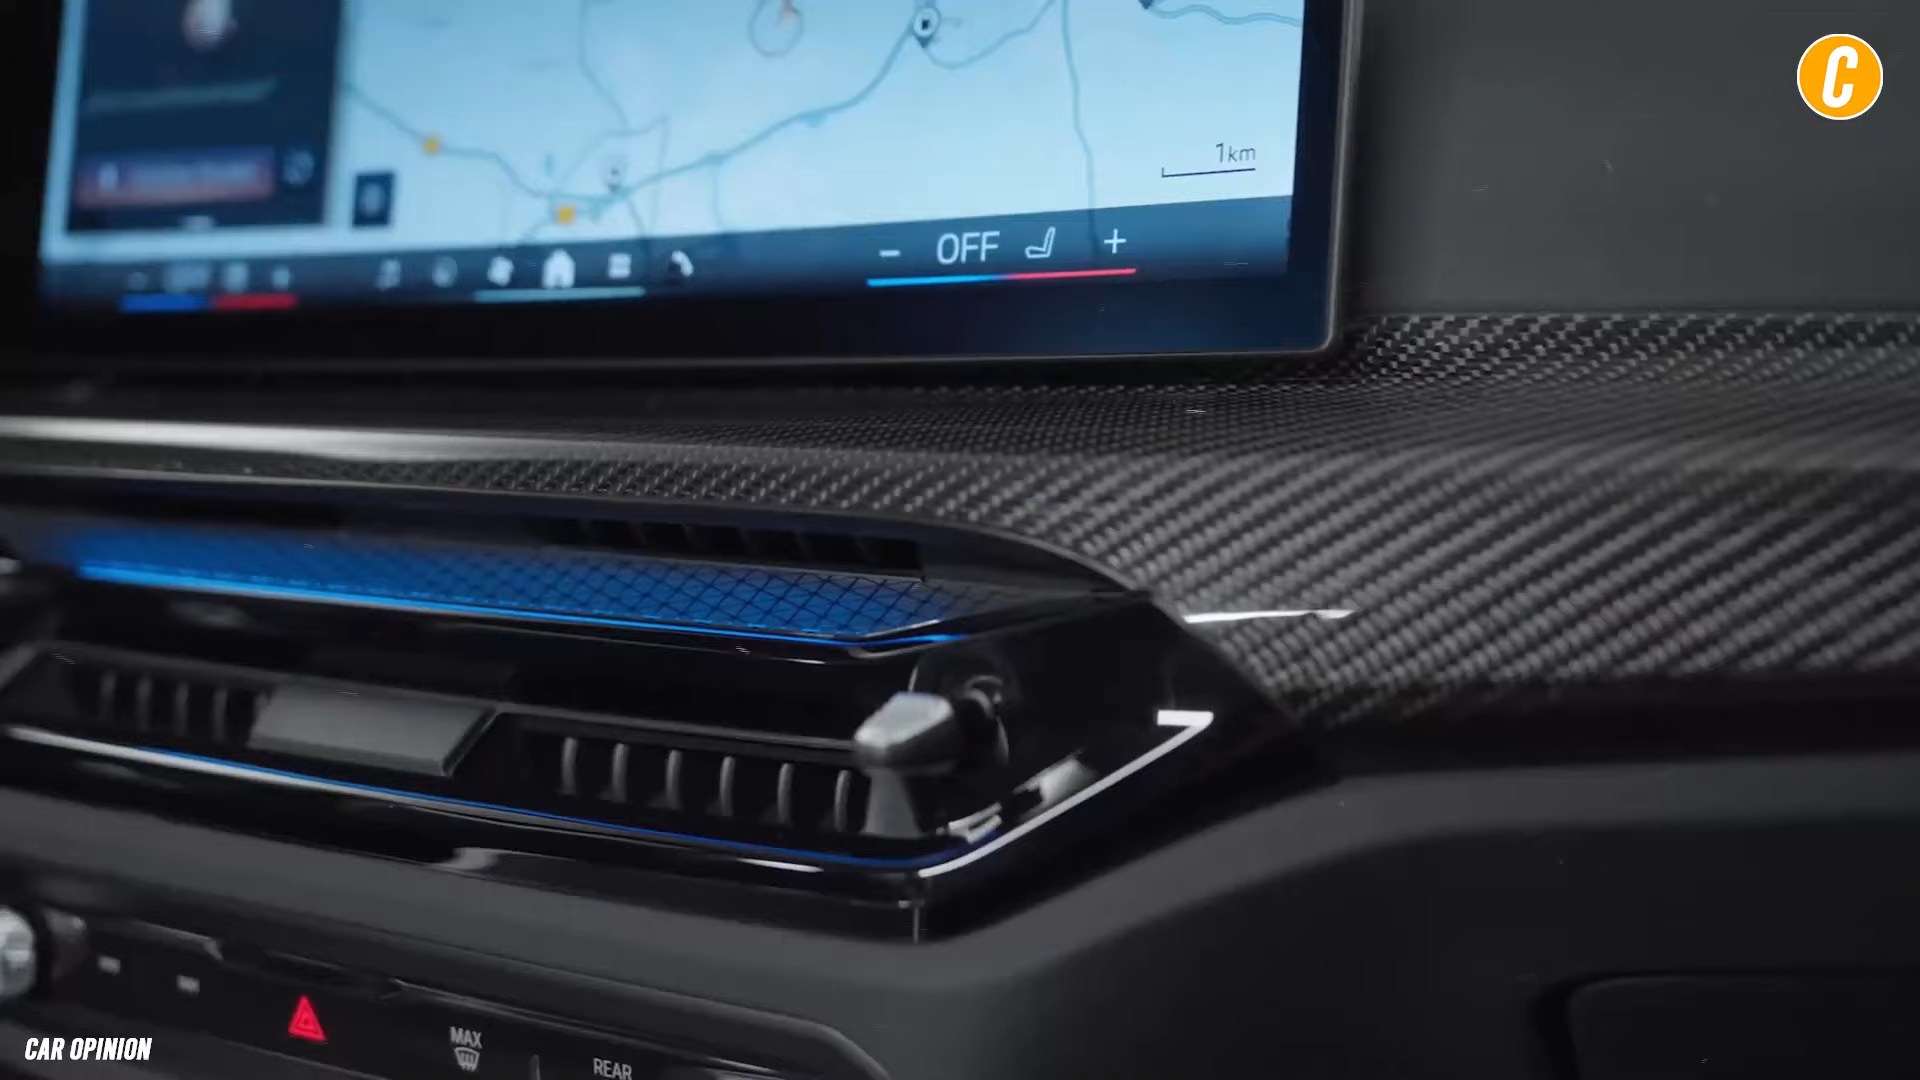 C
1km
− OFF +
MAX
REAR
CAR OPINION